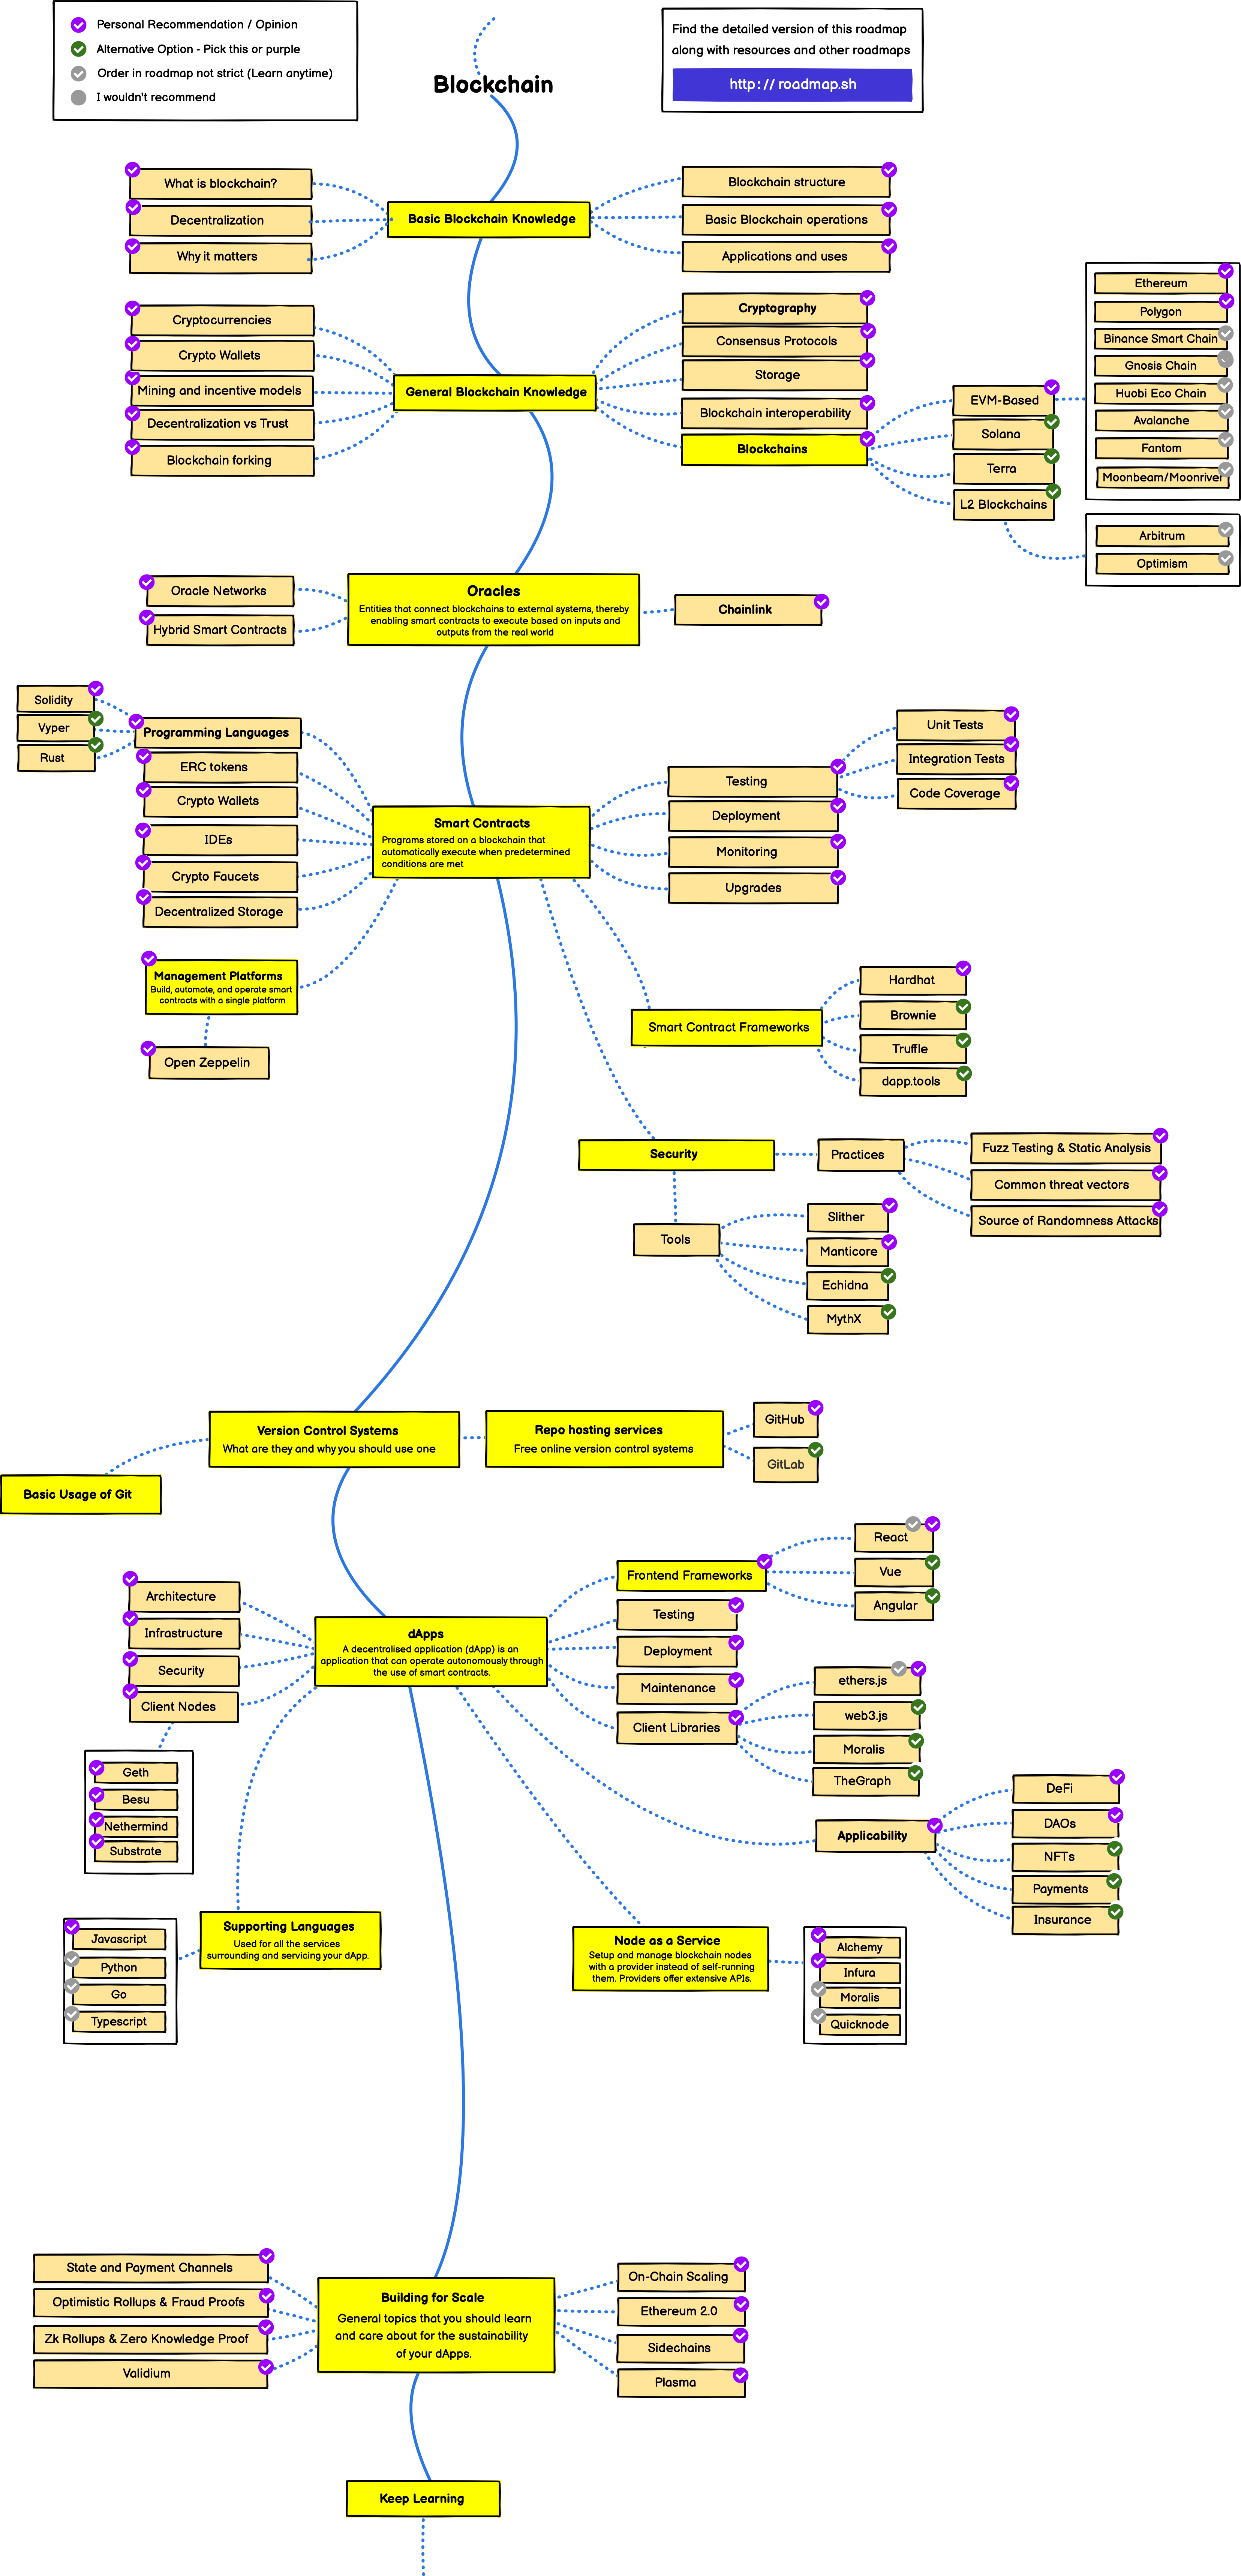 Personal Recommendation / Opinion
Alternative Option - Pick this or purple
Order in roadmap not strict (Learn anytime)
I wouldn't recommend
Find the detailed version of this roadmap
along with resources and other roadmaps
http://roadmap.sh
Blockchain
What is blockchain?
Decentralization
Why it matters
Basic Blockchain Knowledge
Blockchain structure
Basic Blockchain operations
Applications and uses
Cryptocurrencies
Crypto Wallets
Mining and incentive models
Decentralization vs Trust
Blockchain forking
General Blockchain Knowledge
Cryptography
Consensus Protocols
Storage
Blockchain interoperability
Blockchains
EVM-Based
Solana
Terra
L2 Blockchains
Ethereum
Polygon
Binance Smart Chain
Gnosis Chain
Huobi Eco Chain
Avalanche
Fantom
Moonbeam/Moonriver
Arbitrum
Optimism
Oracle Networks
Hybrid Smart Contracts
Oracles
Entities that connect blockchains to external systems, thereby
enabling smart contracts to execute based on inputs and
outputs from the real world
Chainlink
Solidity
Vyper
Rust
Programming Languages
ERC tokens
Crypto Wallets
IDEs
Crypto Faucets
Decentralized Storage
Smart Contracts
Programs stored on a blockchain that
automatically execute when predetermined
conditions are met
Testing
Deployment
Monitoring
Upgrades
Unit Tests
Integration Tests
Code Coverage
Management Platforms
Build, automate, and operate smart
contracts with a single platform
Open Zeppelin
Smart Contract Frameworks
Hardhat
Brownie
Truffle
dapp.tools
Security
Practices
Fuzz Testing & Static Analysis
Common threat vectors
Source of Randomness Attacks
Tools
Slither
Manticore
Echidna
MythX
Version Control Systems
What are they and why you should use one
Repo hosting services
Free online version control systems
GitHub
GitLab
Basic Usage of Git
Architecture
Infrastructure
Security
Client Nodes
Geth
Besu
Nethermind
Substrate
dApps
A decentralised application (dApp) is an
application that can operate autonomously through
the use of smart contracts.
Frontend Frameworks
Testing
Deployment
Maintenance
Client Libraries
React
Vue
Angular
ethers.js
web3.js
Moralis
TheGraph
Applicability
DeFi
DAOs
NFTs
Payments
Insurance
Supporting Languages
Used for all the services
surrounding and servicing your dApp.
Javascript
Python
Go
Typescript
Node as a Service
Setup and manage blockchain nodes
with a provider instead of self-running
them. Providers offer extensive APIs.
Alchemy
Infura
Moralis
Quicknode
State and Payment Channels
Optimistic Rollups & Fraud Proofs
Zk Rollups & Zero Knowledge Proof
Validium
Building for Scale
General topics that you should learn
and care about for the sustainability
of your dApps.
On-Chain Scaling
Ethereum 2.0
Sidechains
Plasma
Keep Learning